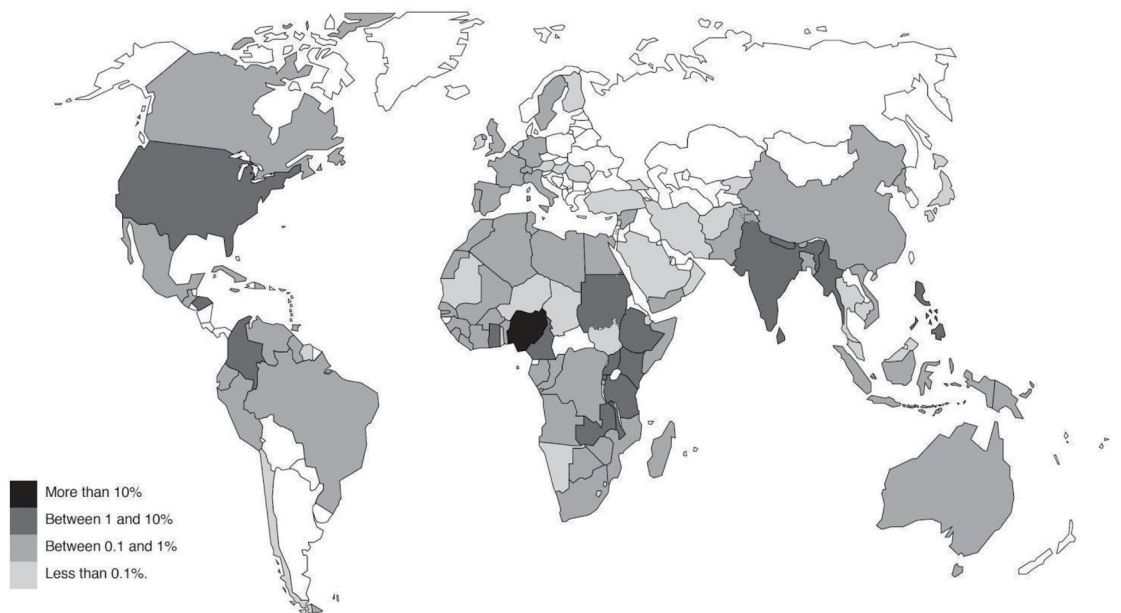 More than 10%
Between 1 and 10%
Between 0.1 and 1%
Less than 0.1%.